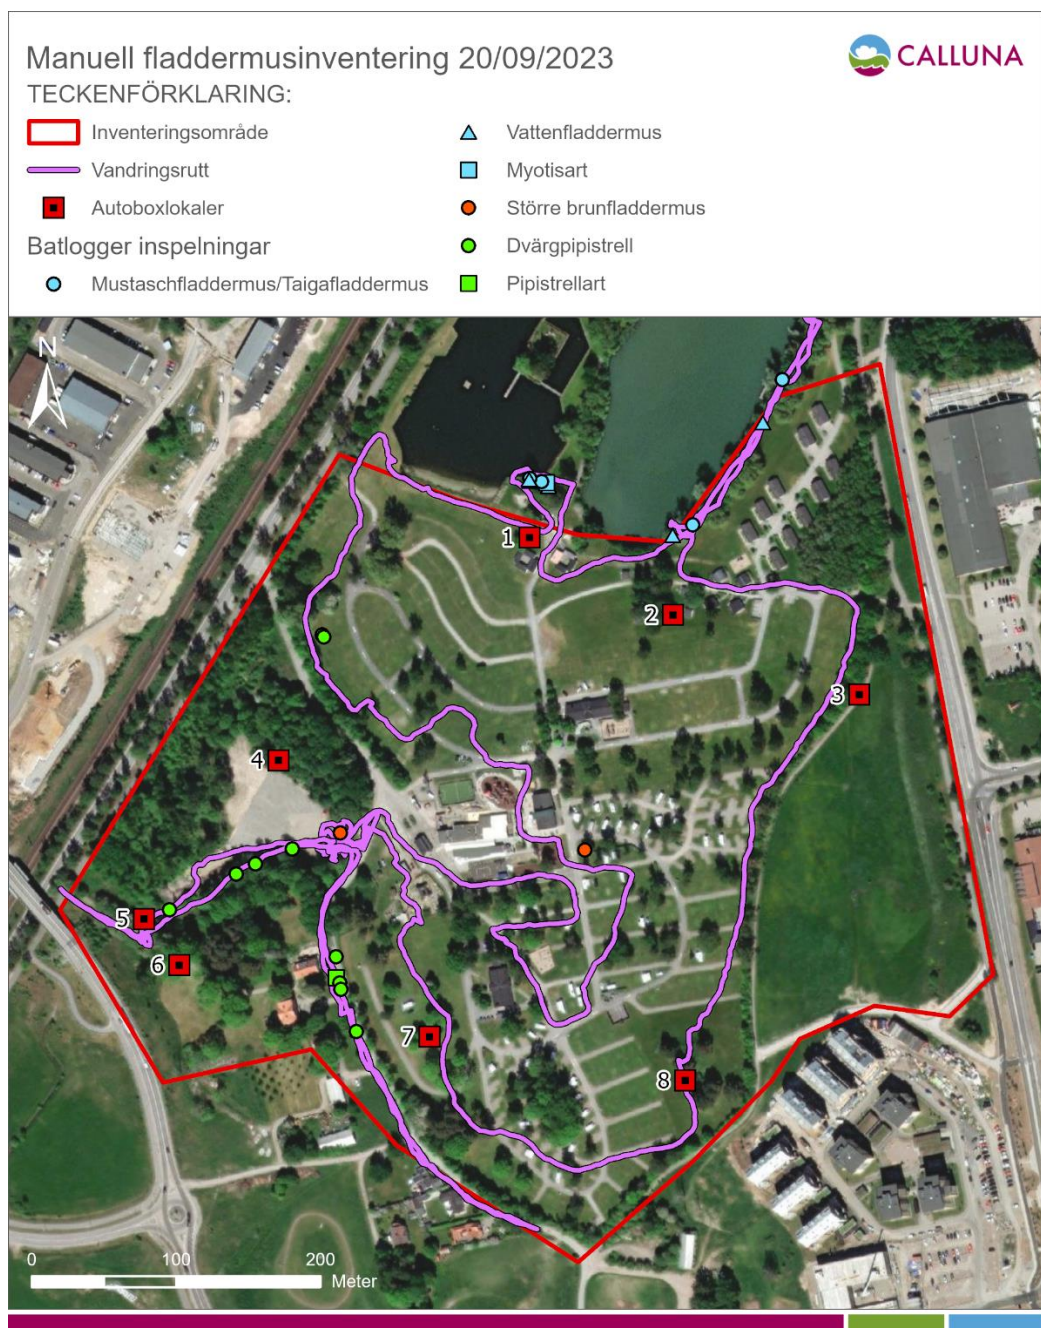 Manuell fladdermusinventering 20/09/2023
CALLUNA
TECKENFÖRKLARING:
Inventeringsområde
Vandringsrutt
Autoboxlokaler
Batlogger inspelningar
Mustaschfladdermus/Taigafladdermus
Vattenfladdermus
Myotisart
Större brunfladdermus
Dvärgpipistrell
Pipistrellart
N
1
2
3
4
5
6
7
8
0 100 200
Meter